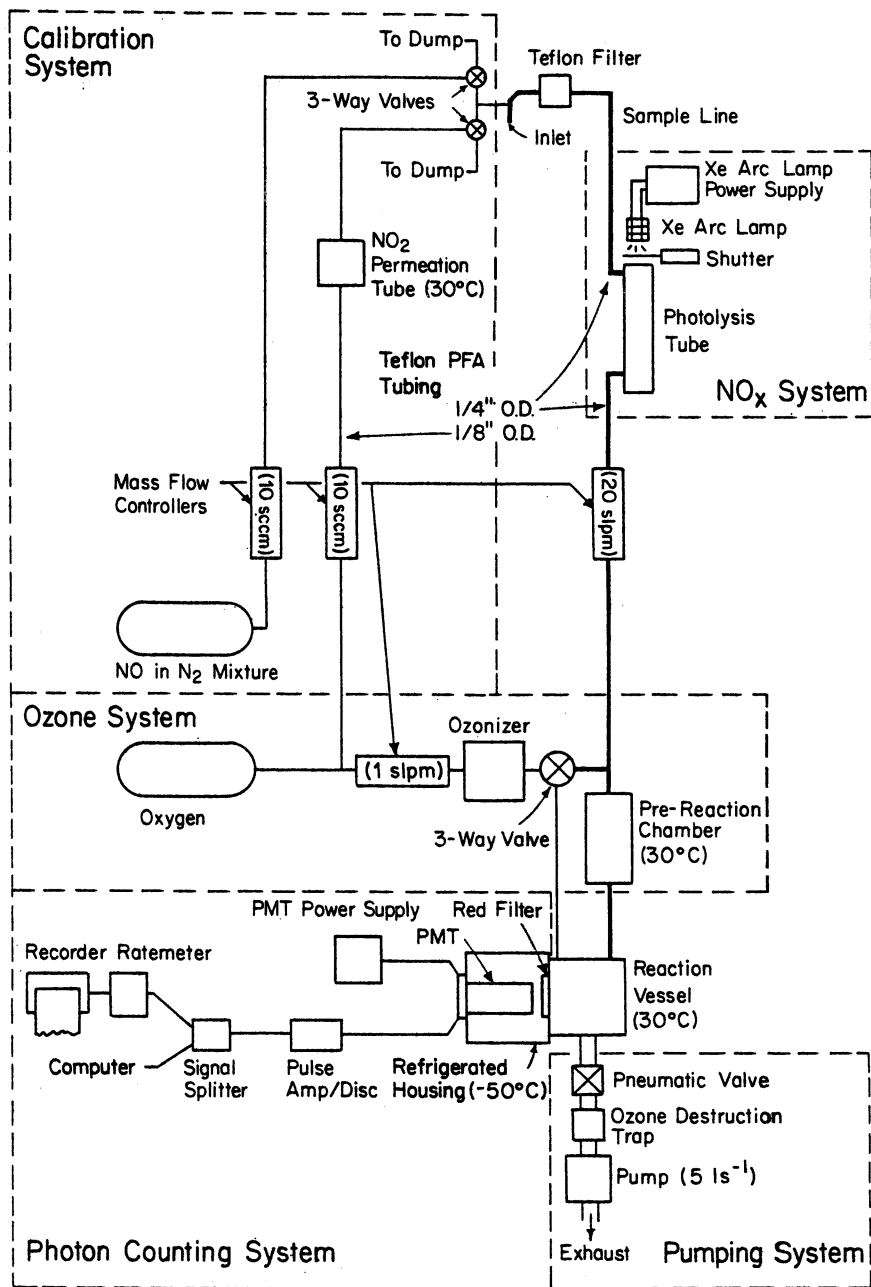 Calibration
System
To Dump
3-Way Valves
To Dump
Teflon Filter
Inlet
Sample Line
Xe Arc Lamp
Power Supply
Xe Arc Lamp
Shutter
Photolysis
Tube
NOx System
NO2
Permeation
Tube (30°C)
Teflon PFA
Tubing
1/4" O.D.
1/8" O.D.
Mass Flow
Controllers
(10 sccm)
(10 sccm)
(20 slpm)
NO in N2 Mixture
Ozone System
Ozonizer
(1 slpm)
Oxygen
3-Way Valve
Pre-Reaction
Chamber
(30°C)
PMT Power Supply
Red Filter
PMT
Recorder Ratemeter
Reaction
Vessel
(30°C)
Computer
Signal
Splitter
Pulse
Amp/Disc
Refrigerated
Housing (-50°C)
Pneumatic Valve
Ozone Destruction
Trap
Pump (5 ls-1)
Exhaust
Photon Counting System
Pumping System